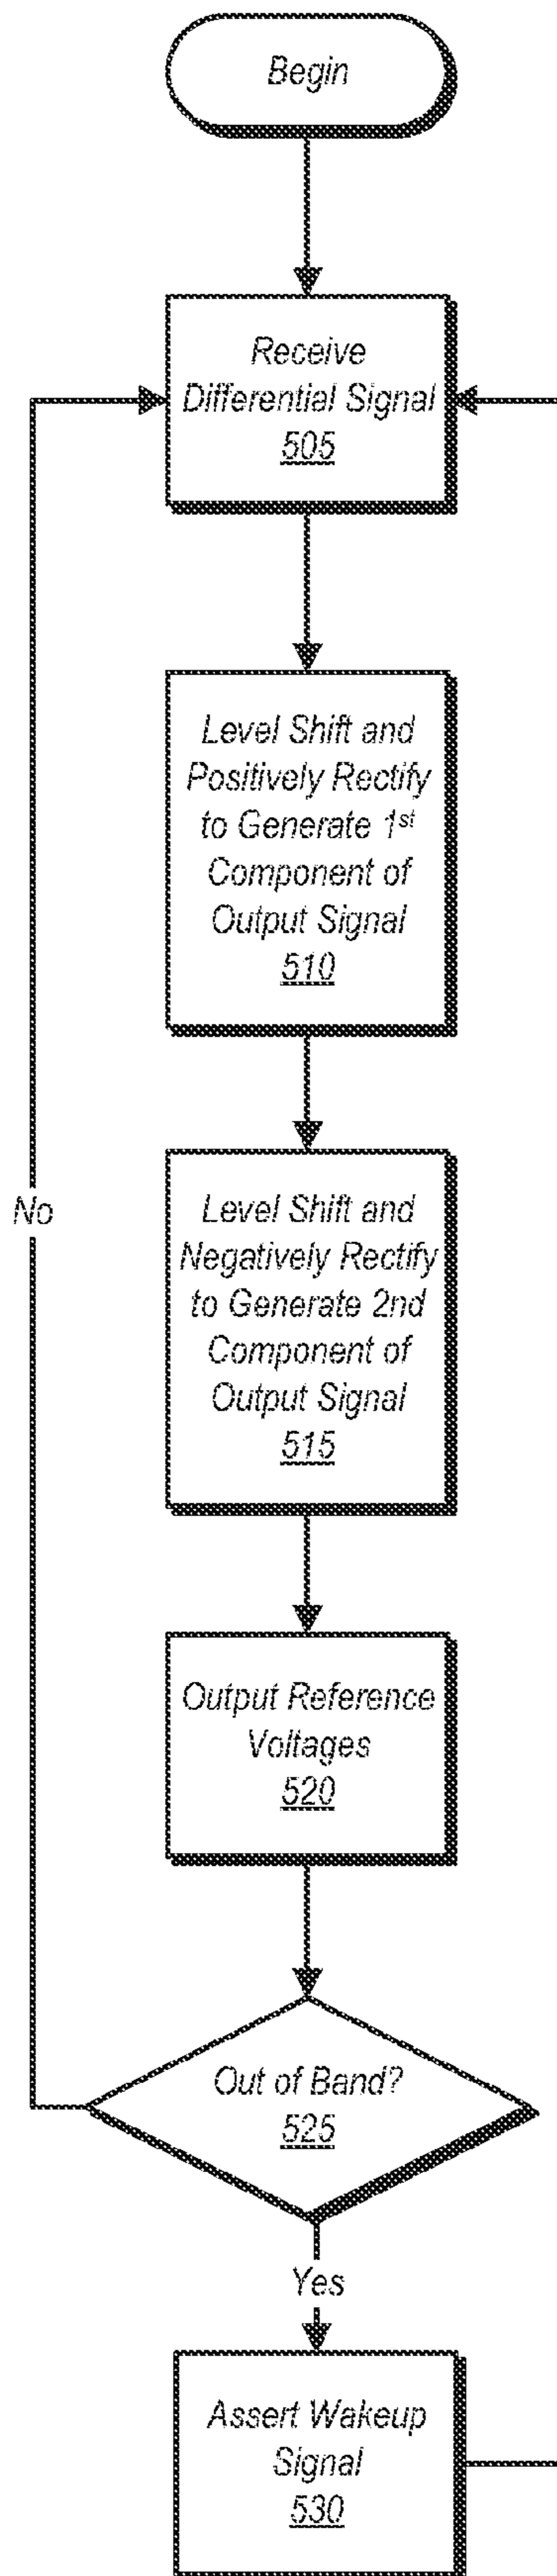 Begin
Receive
Differential Signal
505
Level Shift and
Positively Rectify
to Generate 1st
Component of
Output Signal
510
Level Shift and
Negatively Rectify
to Generate 2nd
Component of
Output Signal
515
No
Output Reference
Voltages
520
Out of Band?
525
Yes
Assert Wakeup
Signal
530